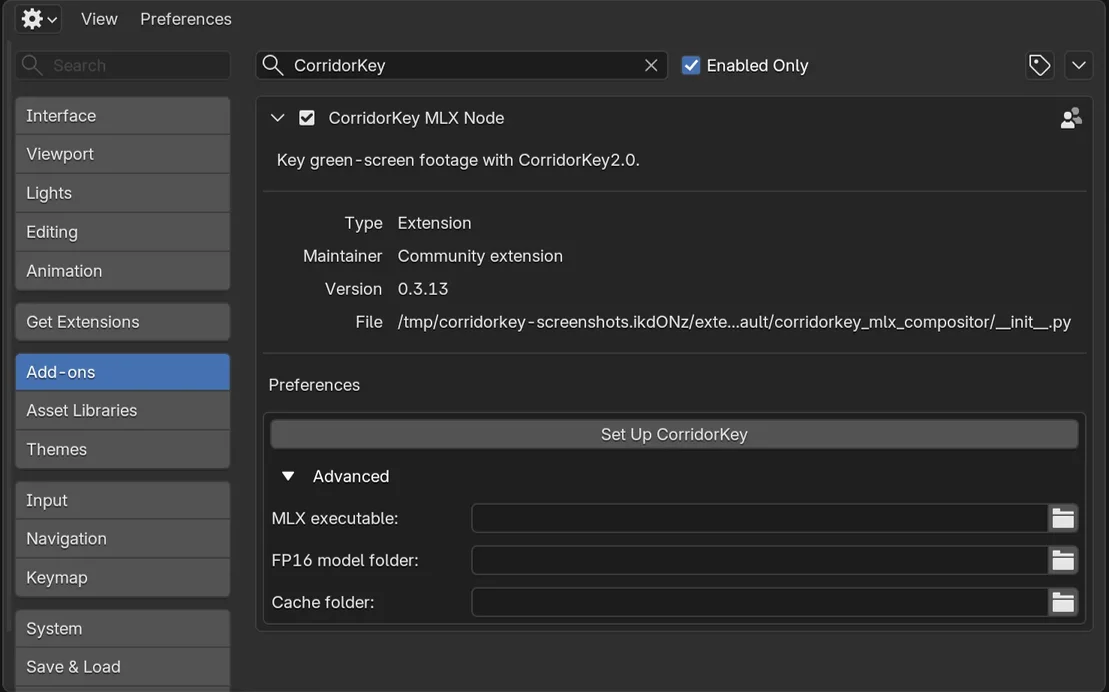 View Preferences
Search
CorridorKey
Enabled Only
Interface
Viewport
Lights
Editing
Animation
Get Extensions
Add-ons
Asset Libraries
Themes
Input
Navigation
Keymap
System
Save & Load
CorridorKey MLX Node
Key green-screen footage with CorridorKey2.0.
Type Extension
Maintainer Community extension
Version 0.3.13
File /tmp/corridorkey-screenshots.ikdONz/exte...ault/corridorkey_mlx_compositor/__init__.py
Preferences
Set Up CorridorKey
Advanced
MLX executable:
FP16 model folder:
Cache folder: